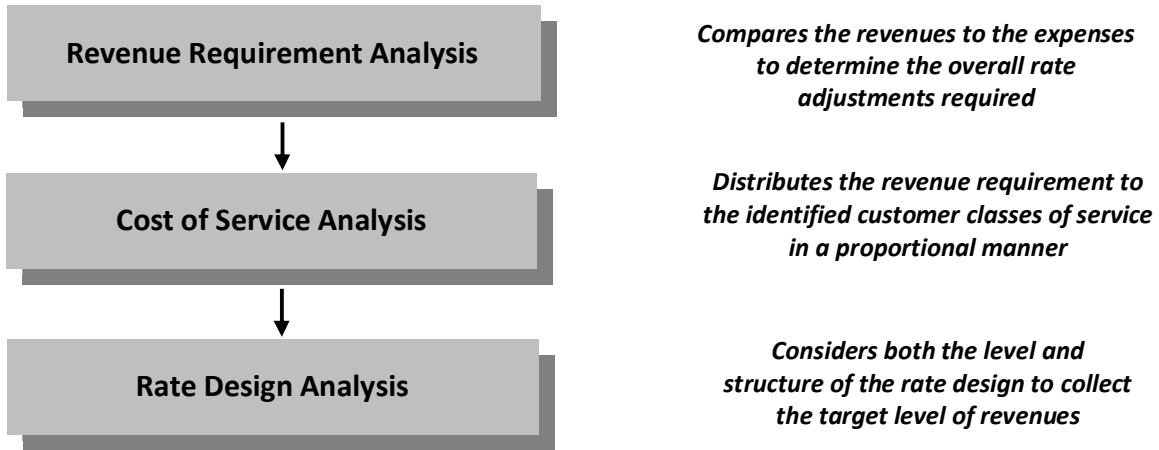 Revenue Requirement Analysis
Compares the revenues to the expenses
to determine the overall rate
adjustments required
Cost of Service Analysis
Distributes the revenue requirement to
the identified customer classes of service
in a proportional manner
Rate Design Analysis
Considers both the level and
structure of the rate design to collect
the target level of revenues